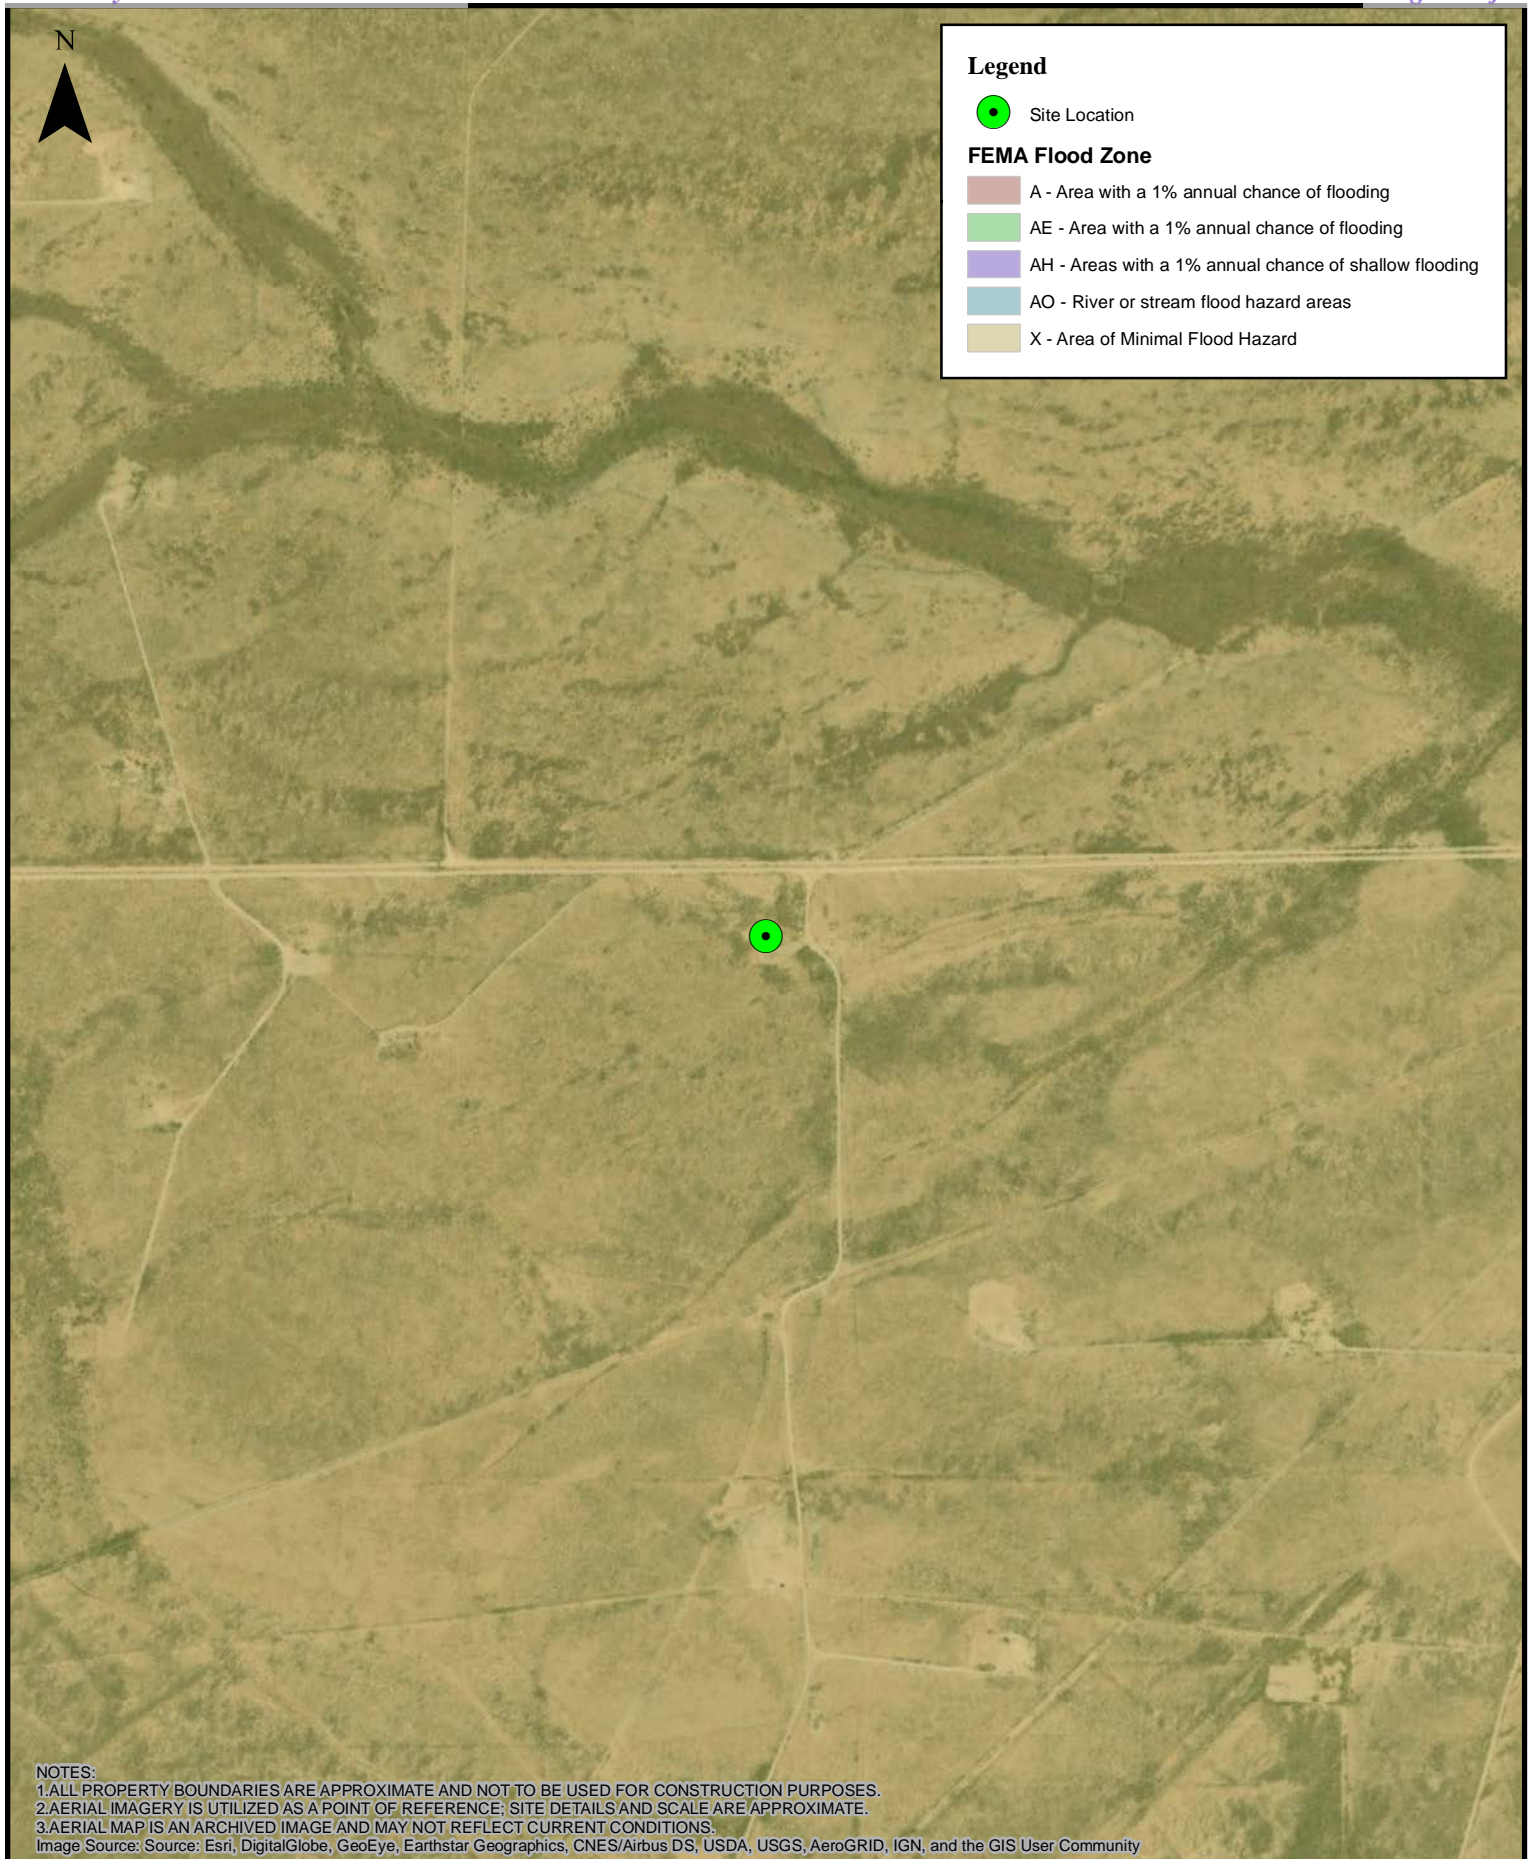 N
Legend
Site Location
FEMA Flood Zone
A - Area with a 1% annual chance of flooding
AE - Area with a 1% annual chance of flooding
AH - Areas with a 1% annual chance of shallow flooding
AO - River or stream flood hazard areas
X - Area of Minimal Flood Hazard
NOTES:
1.ALL PROPERTY BOUNDARIES ARE APPROXIMATE AND NOT TO BE USED FOR CONSTRUCTION PURPOSES.
2.AERIAL IMAGERY IS UTILIZED AS A POINT OF REFERENCE; SITE DETAILS AND SCALE ARE APPROXIMATE.
3.AERIAL MAP IS AN ARCHIVED IMAGE AND MAY NOT REFLECT CURRENT CONDITIONS.
Image Source: Source: Esri, DigitalGlobe, GeoEye, Earthstar Geographics, CNES/Airbus DS, USDA, USGS, AeroGRID, IGN, and the GIS User Community